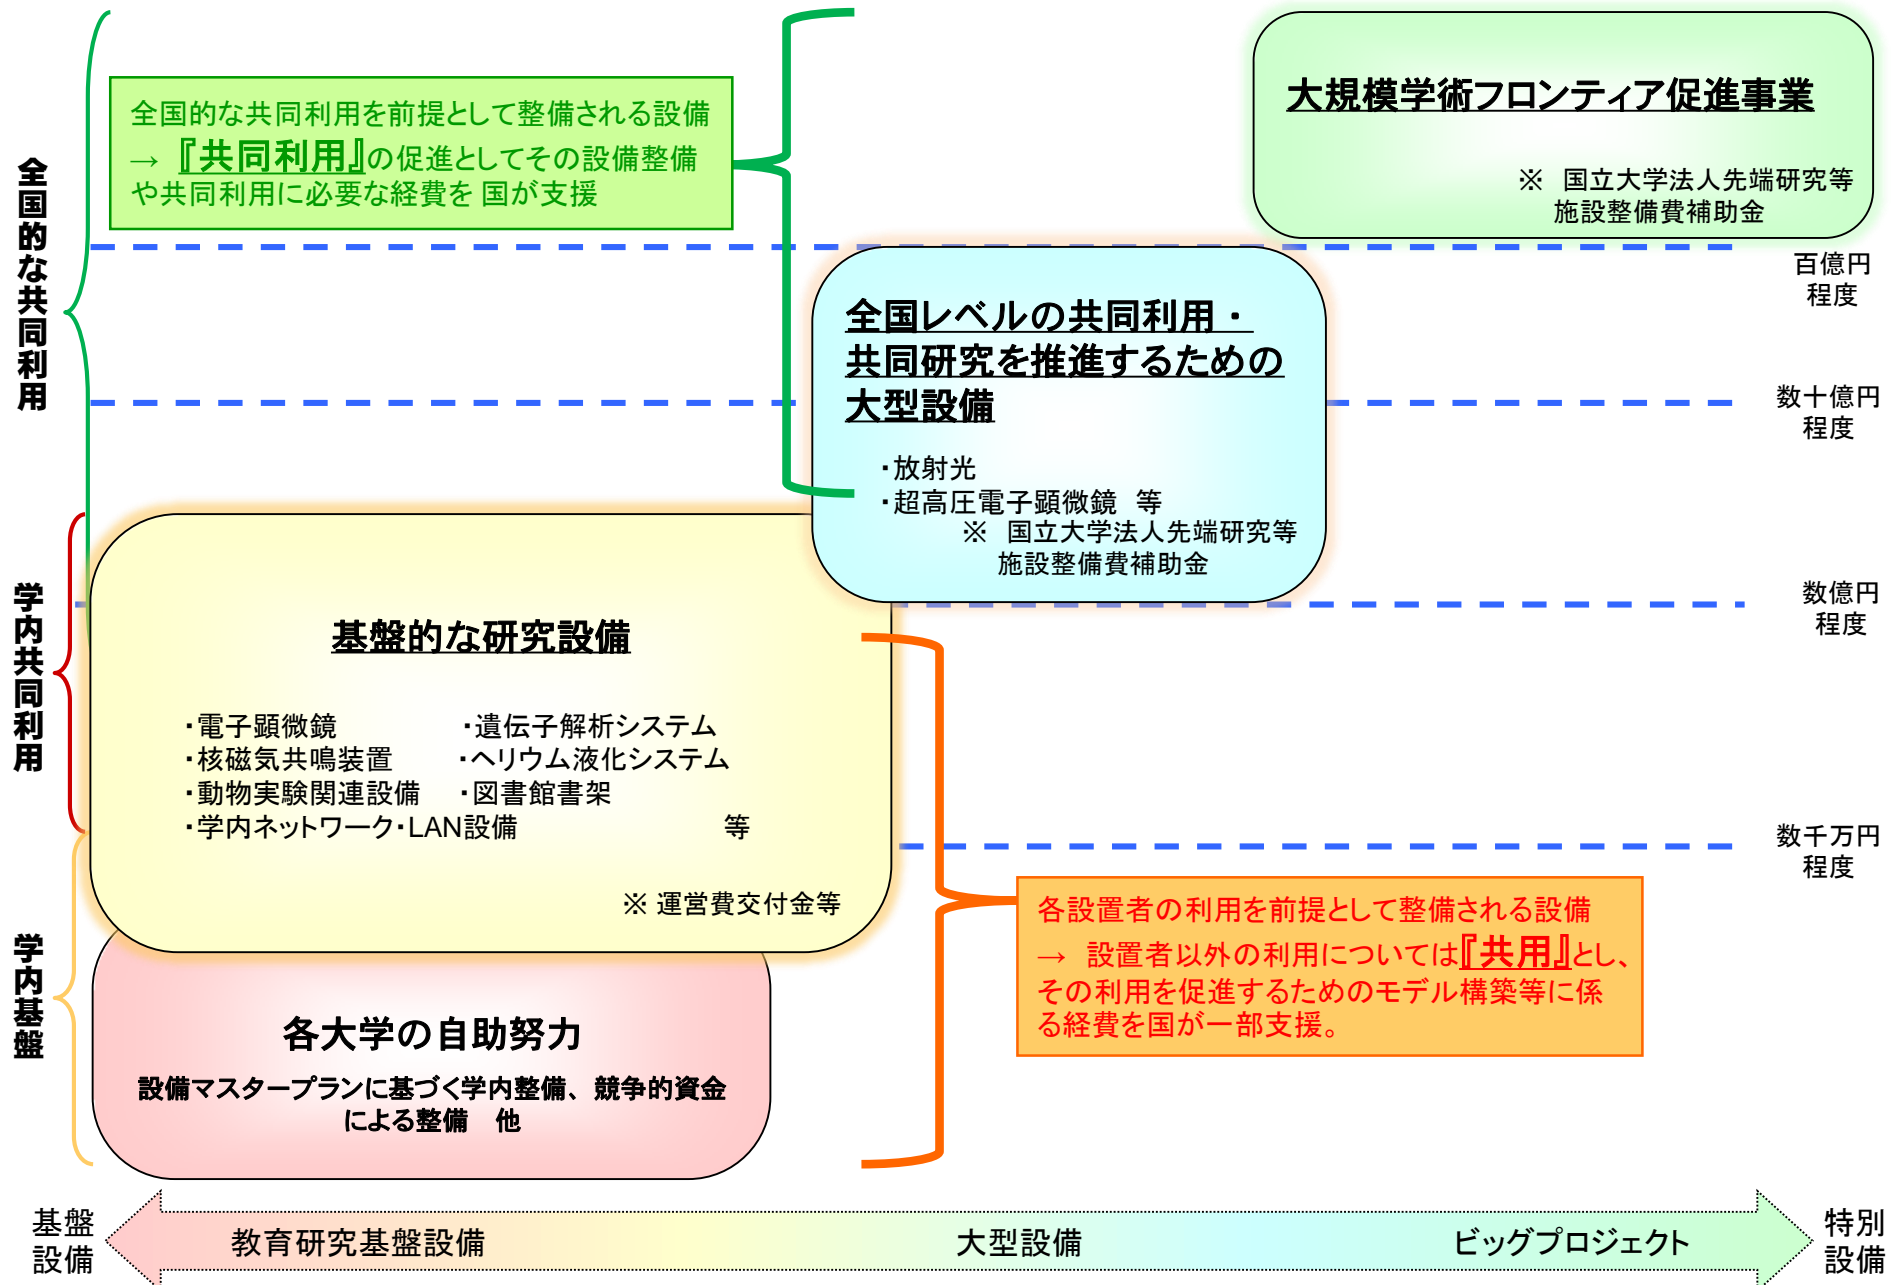 全国的な共同利用を前提として整備される設備
→ 『共同利用』の促進としてその設備整備
や共同利用に必要な経費を 国が支援
大規模学術フロンティア促進事業
※ 国立大学法人先端研究等
施設整備費補助金
全国的な共同利用
百億円
程度
全国レベルの共同利用・
共同研究を推進するための
大型設備
・放射光
・超高圧電子顕微鏡 等
※ 国立大学法人先端研究等
施設整備費補助金
数十億円
程度
数億円
程度
学内共同利用
基盤的な研究設備
・電子顕微鏡 ・遺伝子解析システム
・核磁気共鳴装置 ・ヘリウム液化システム
・動物実験関連設備 ・図書館書架
・学内ネットワーク・LAN設備 等
※ 運営費交付金等
数千万円
程度
各設置者の利用を前提として整備される設備
→ 設置者以外の利用については『共用』とし、
その利用を促進するためのモデル構築等に係
る経費を国が一部支援。
学内基盤
各大学の自助努力
設備マスタープランに基づく学内整備、競争的資金
による整備 他
基盤
設備
教育研究基盤設備
大型設備
ビッグプロジェクト
特別
設備